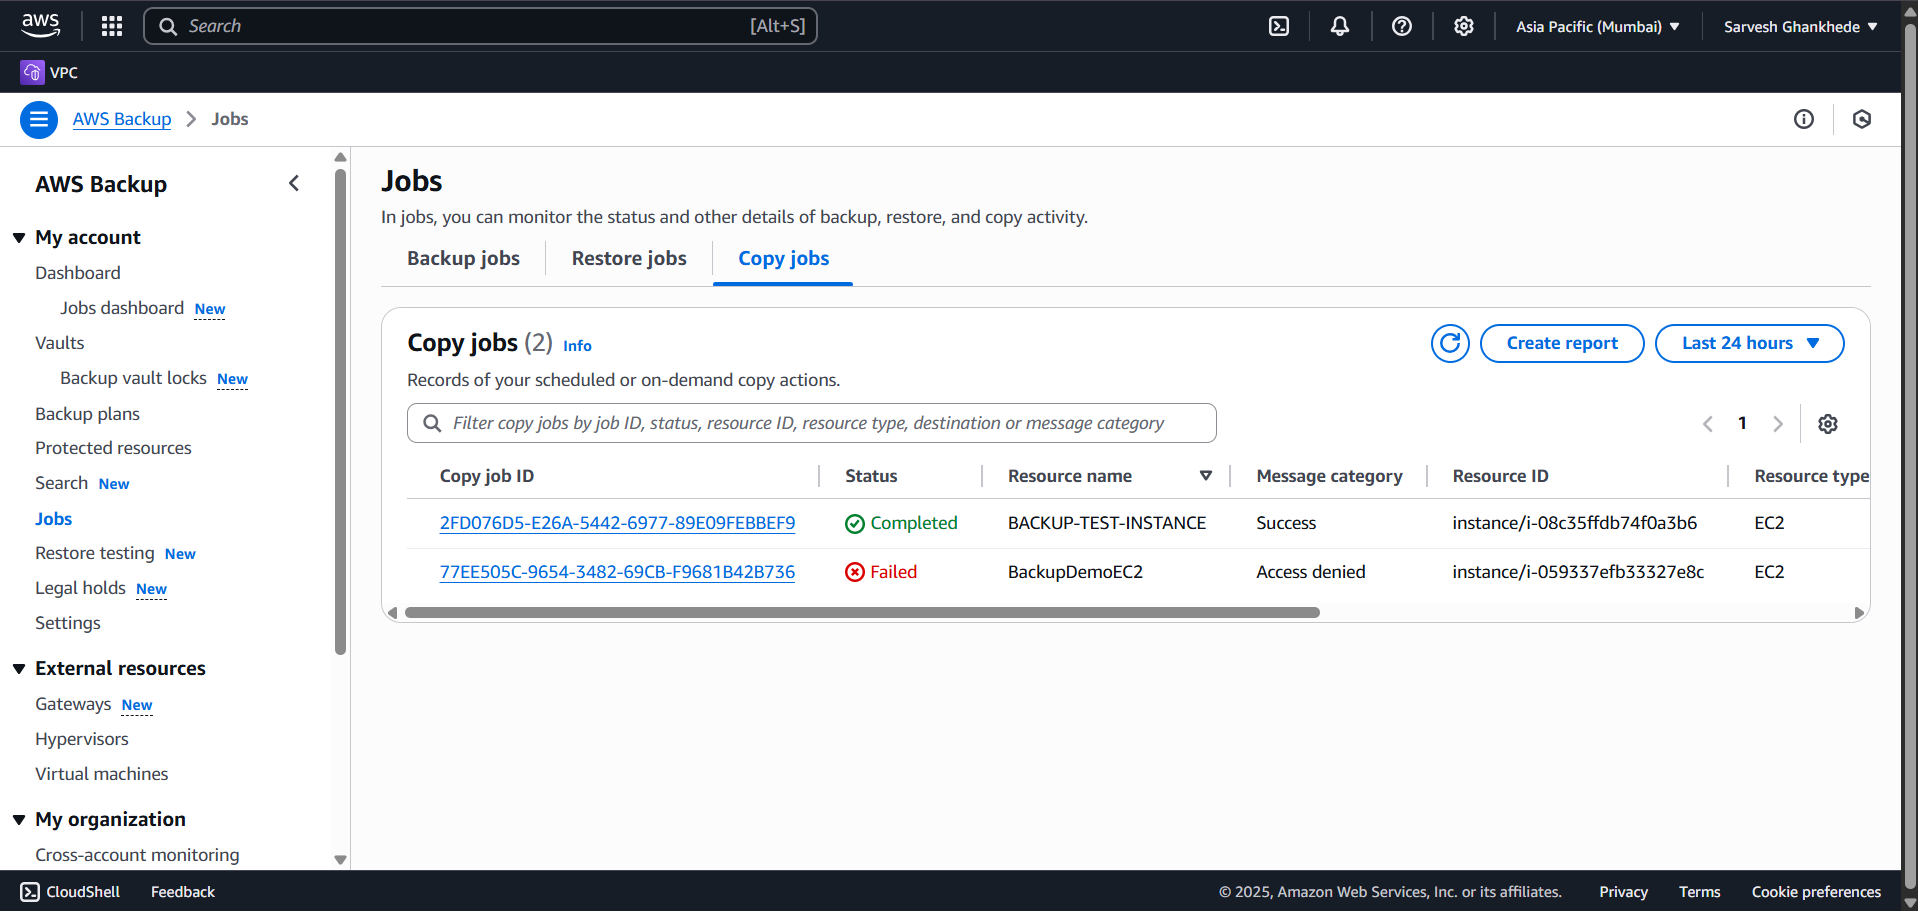 aws
Search [Alt+S]
Asia Pacific (Mumbai)
Sarvesh Ghankhede
VPC
AWS Backup
Jobs
AWS Backup
My account
Dashboard
Jobs dashboard New
Vaults
Backup vault locks New
Backup plans
Protected resources
Search New
Jobs
Restore testing New
Legal holds New
Settings
External resources
Gateways New
Hypervisors
Virtual machines
My organization
Cross-account monitoring
Jobs
In jobs, you can monitor the status and other details of backup, restore, and copy activity.
Backup jobs Restore jobs Copy jobs
Copy jobs (2) Info
Create report
Last 24 hours
Records of your scheduled or on-demand copy actions.
Filter copy jobs by job ID, status, resource ID, resource type, destination or message category
1
Copy job ID Status Resource name Message category Resource ID Resource type
2FD076D5-E26A-5442-6977-89E09FEBBEF9 Completed BACKUP-TEST-INSTANCE Success instance/i-08c35ffdb74f0a3b6 EC2
77EE505C-9654-3482-69CB-F9681B42B736 Failed BackupDemoEC2 Access denied instance/i-059337efb33327e8c EC2
CloudShell Feedback © 2025, Amazon Web Services, Inc. or its affiliates. Privacy Terms Cookie preferences